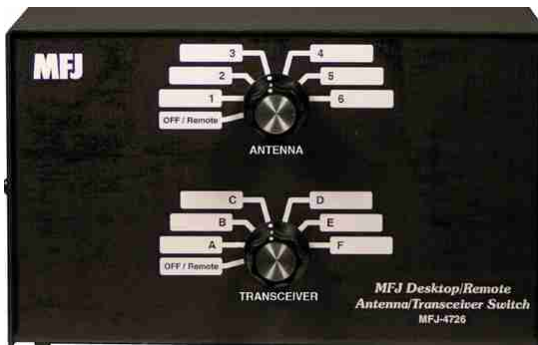 MFJ
3
4
2
5
1
6
OFF / Remote
ANTENNA
C
D
B
E
A
F
OFF / Remote
TRANSCEIVER
MFJ Desktop/Remote
Antenna/Transceiver Switch
MFJ-4726